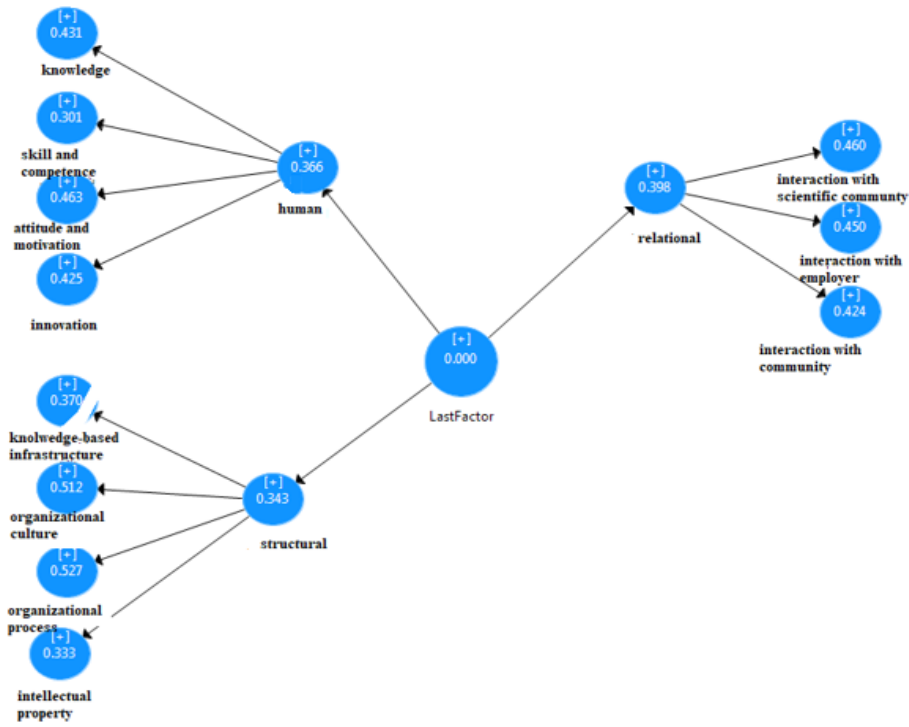 [+]
0.431
knowledge
[+]
0.301
skill and
competence
[+]
0.463
attitude and
motivation
[+]
0.425
innovation
[+]
0.366
human
[+]
0.398
relational
[+]
0.460
interaction with
scientific communty
[+]
0.450
interaction with
employer
[+]
0.424
interaction with
community
[+]
0.000
LastFactor
[+]
0.370
knolwedge-based
infrastructure
[+]
0.512
organizational
culture
[+]
0.527
organizational
process
[+]
0.333
intellectual
property
[+]
0.343
structural